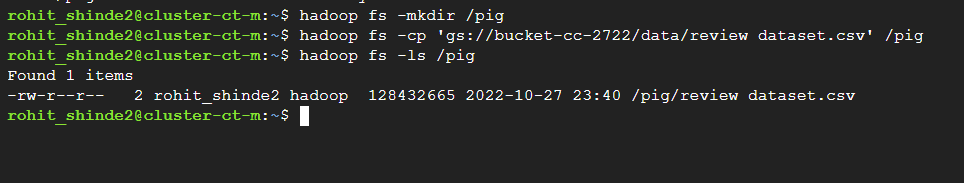 rohit_shinde2@cluster-ct-m:~$ hadoop fs -mkdir /pig
rohit_shinde2@cluster-ct-m:~$ hadoop fs -cp 'gs://bucket-cc-2722/data/review dataset.csv' /pig
rohit_shinde2@cluster-ct-m:~$ hadoop fs -ls /pig
Found 1 items
-rw-r--r--   2 rohit_shinde2 hadoop  128432665 2022-10-27 23:40 /pig/review dataset.csv
rohit_shinde2@cluster-ct-m:~$